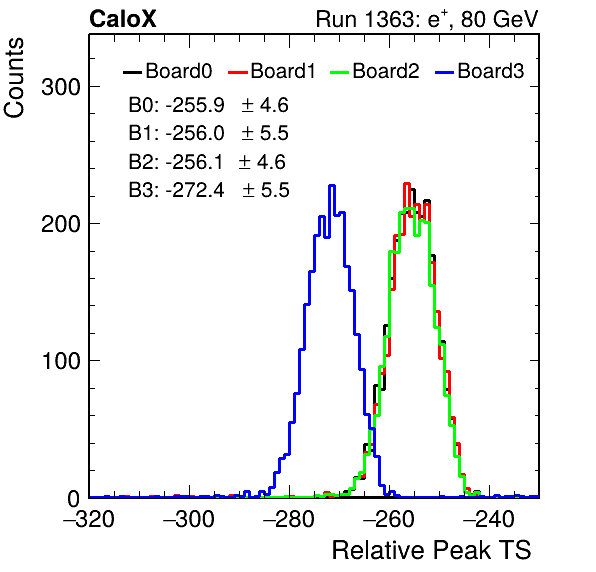 CaloX Run 1363: e+, 80 GeV
Counts
Board0 Board1 Board2 Board3
B0: -255.9 ± 4.6
B1: -256.0 ± 5.5
B2: -256.1 ± 4.6
B3: -272.4 ± 5.5
300
200
100
0
−320 −300 −280 −260 −240
Relative Peak TS